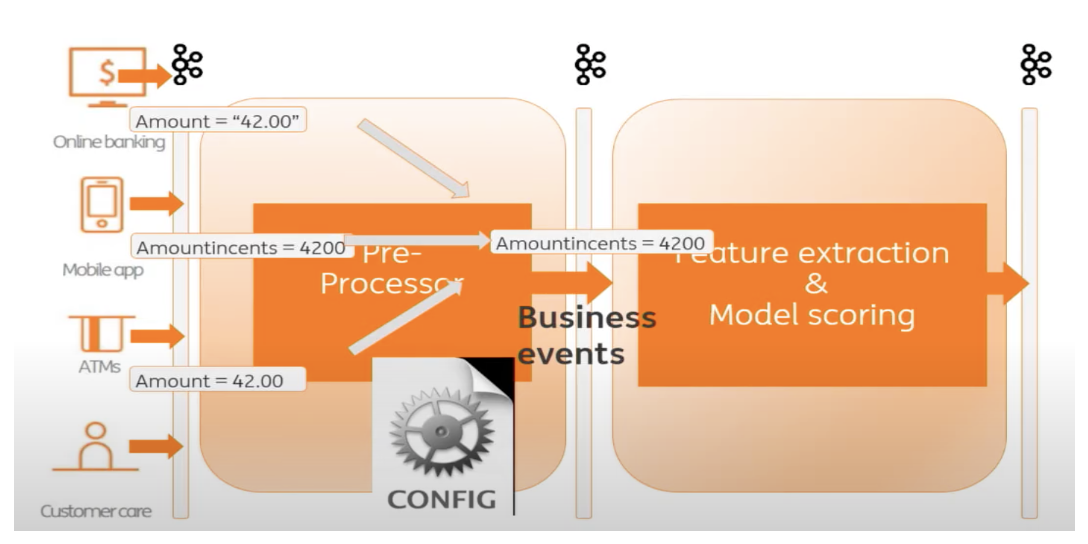 $
Amount = “42.00”
Online banking
Amountincents = 4200
Mobile app
Pre-
Processor
Amountincents = 4200
Feature extraction
&
Model scoring
Business
events
ATMs
Amount = 42.00
CONFIG
Customer care